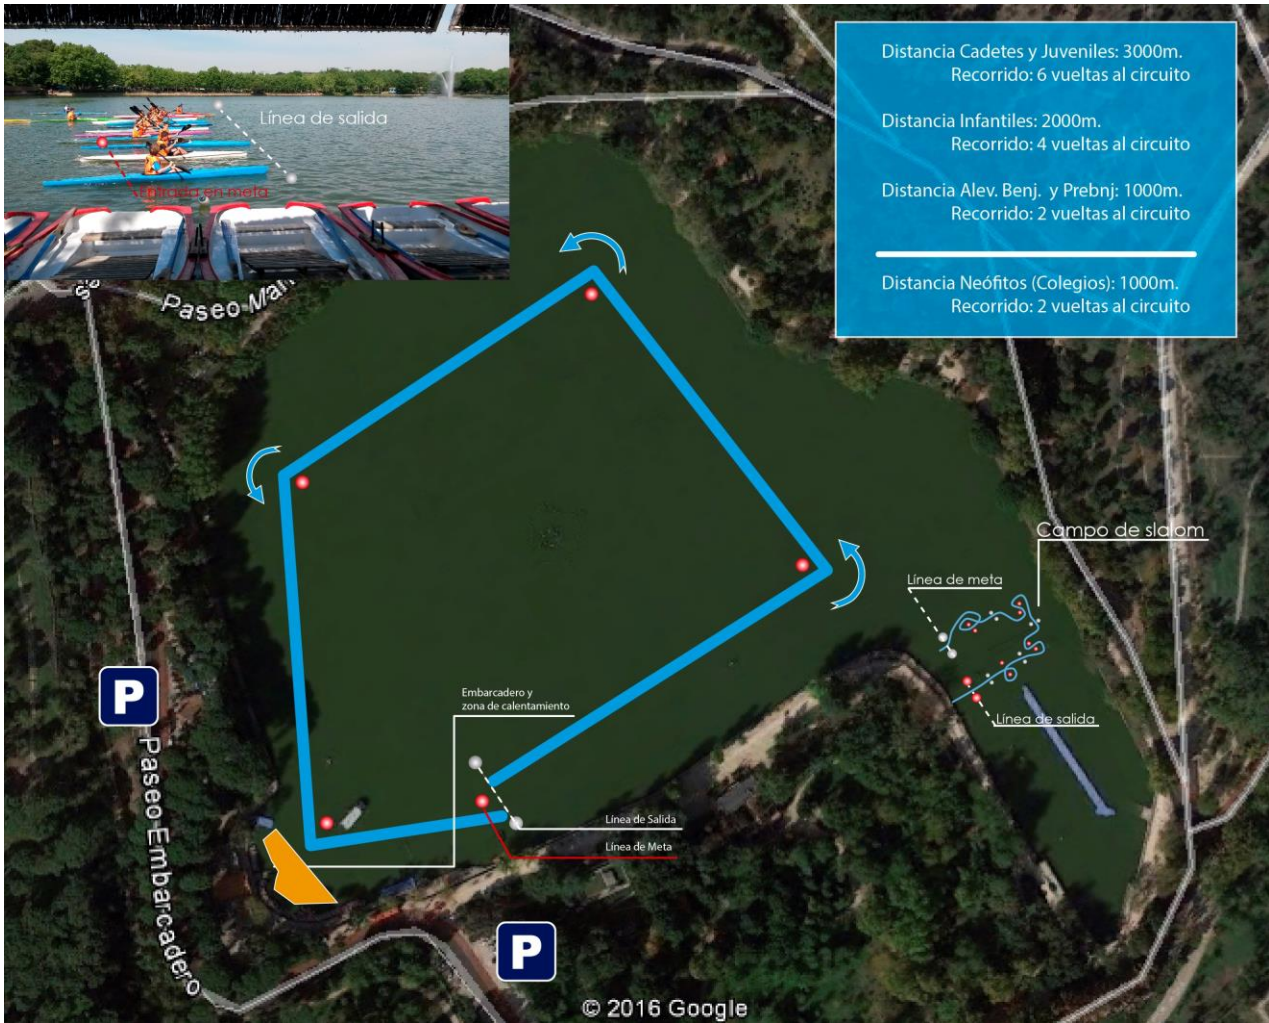 Línea de salida
Entrada en meta
Distancia Cadetes y Juveniles: 3000m.
Recorrido: 6 vueltas al circuito
Distancia Infantiles: 2000m.
Recorrido: 4 vueltas al circuito
Distancia Alev. Benj. y Prebnj: 1000m.
Recorrido: 2 vueltas al circuito
Distancia Neófitos (Colegios): 1000m.
Recorrido: 2 vueltas al circuito
Paseo
Campo de slalom
Línea de meta
Línea de salida
Embarcadero y
zona de calentamiento
P
Paseo Embarcadero
Línea de Salida
Línea de Meta
P
© 2016 Google